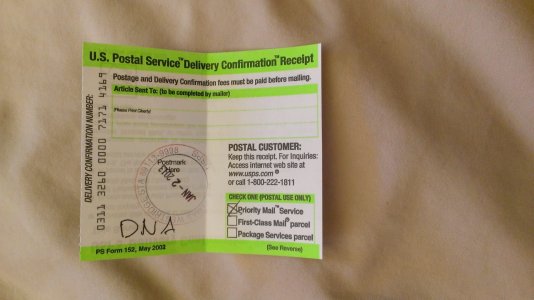 U.S. Postal Service™ Delivery Confirmation™ Receipt
Postage and Delivery Confirmation fees must be paid before mailing.
Article Sent To: (to be completed by mailer)
(Please Print Clearly)
DELIVERY CONFIRMATION NUMBER:
0311 3260 0000 7171 4169
Postmark
Here
JAN - 2 2013
POSTAL CUSTOMER:
Keep this receipt. For Inquiries:
Access internet web site at
www.usps.com®
or call 1-800-222-1811
CHECK ONE (POSTAL USE ONLY)
Priority Mail™ Service
First-Class Mail® parcel
Package Services parcel
DNA
PS Form 152, May 2002
(See Reverse)